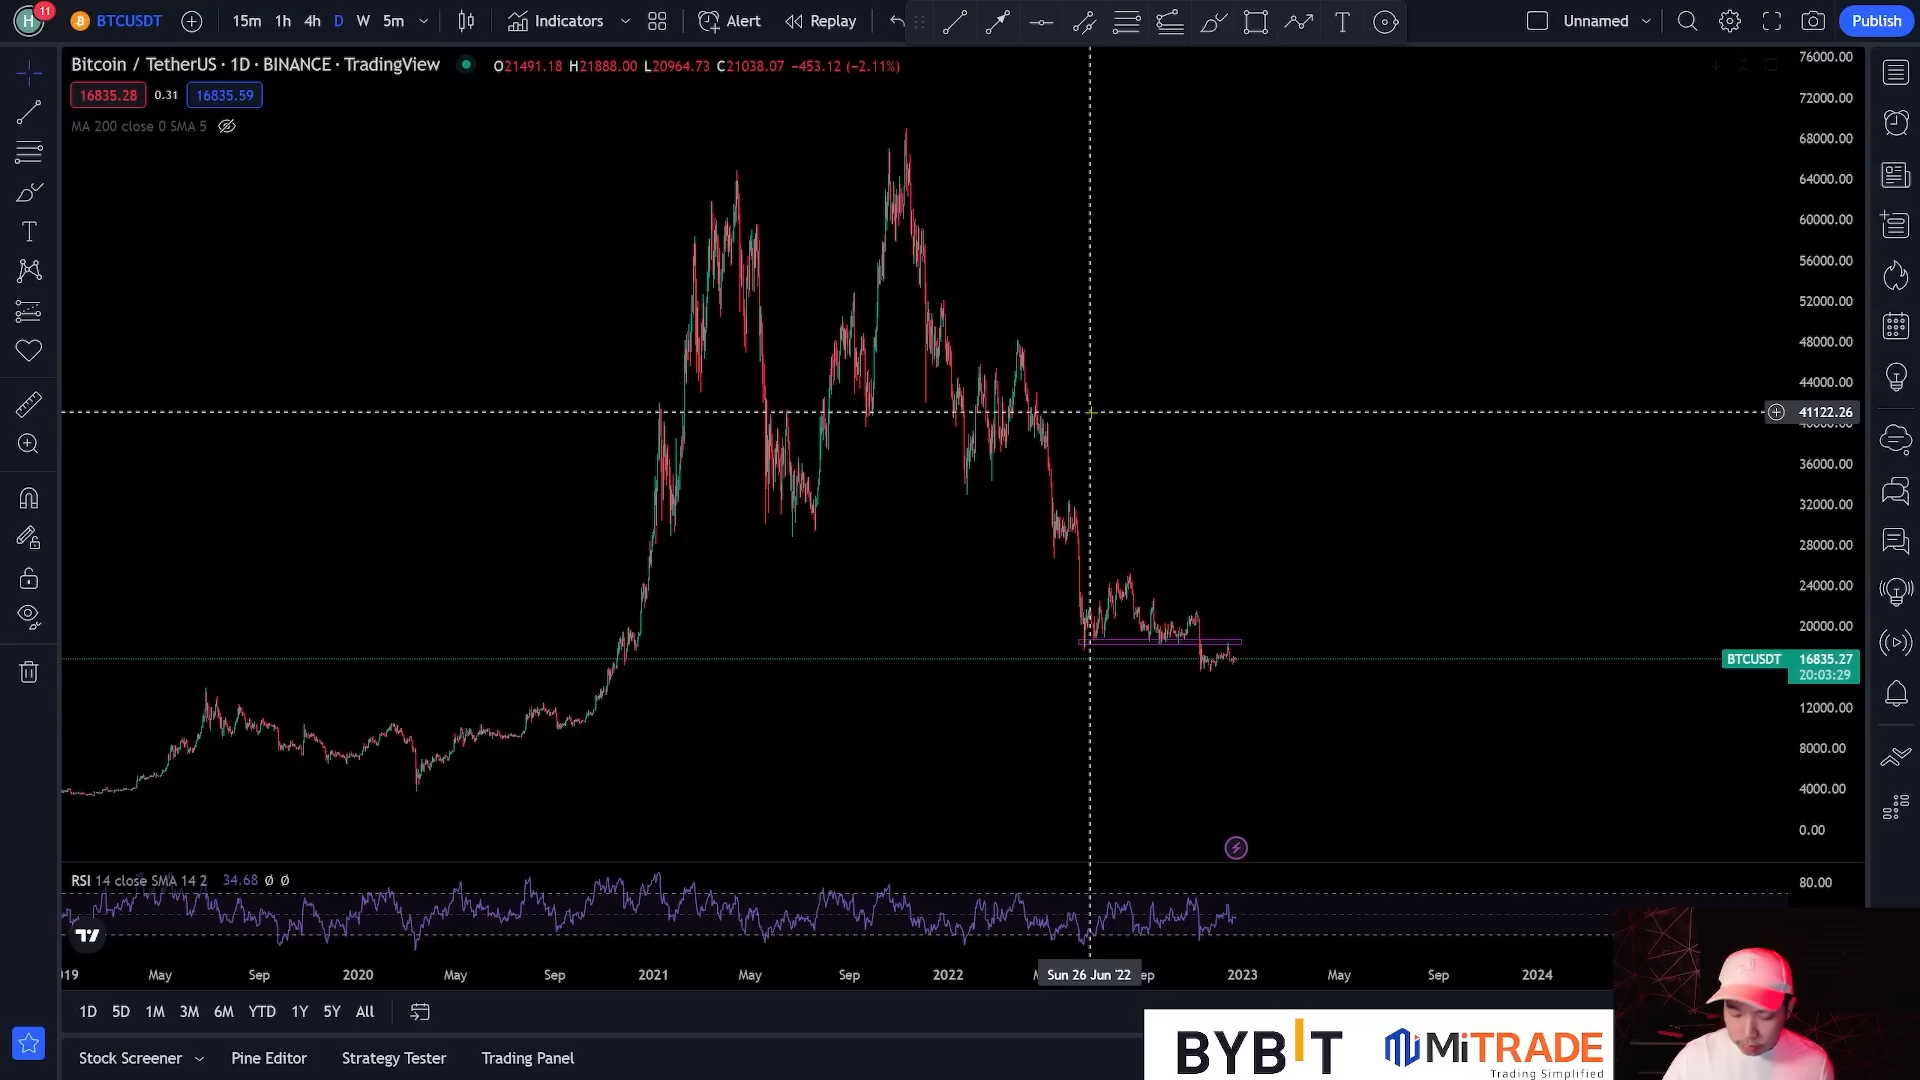 H 11 BTCUSDT 15m 1h 4h D W 5m Indicators Alert Replay Unnamed Publish
Bitcoin / TetherUS · 1D · BINANCE · TradingView O21491.18 H21888.00 L20964.73 C21038.07 −453.12 (−2.11%)
16835.28 0.31 16835.59
MA 200 close 0 SMA 5
76000.00
72000.00
68000.00
64000.00
60000.00
56000.00
52000.00
48000.00
44000.00
41122.26
40000.00
36000.00
32000.00
28000.00
24000.00
20000.00
BTCUSDT 16835.27
20:03:29
12000.00
8000.00
4000.00
0.00
RSI 14 close SMA 14 2 34.68 Ø Ø
80.00
19 May Sep 2020 May Sep 2021 May Sep 2022 Sun 26 Jun '22 ep 2023 May Sep 2024
1D 5D 1M 3M 6M YTD 1Y 5Y All
Stock Screener Pine Editor Strategy Tester Trading Panel
BYBIT MiTRADE
Trading Simplified